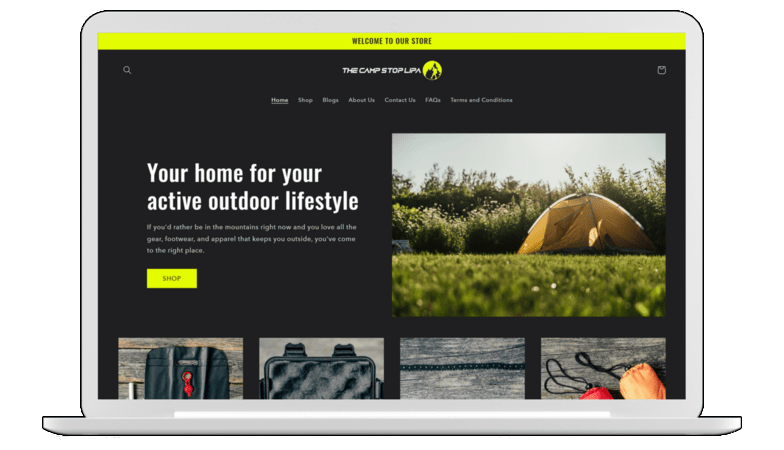 WELCOME TO OUR STORE
THE CAMP STOP LIPA
Home Shop Blogs About Us Contact Us FAQs Terms and Conditions
Your home for your
active outdoor lifestyle
If you'd rather be in the mountains right now and you love all the
gear, footwear, and apparel that keeps you outside, you've come
to the right place.
SHOP